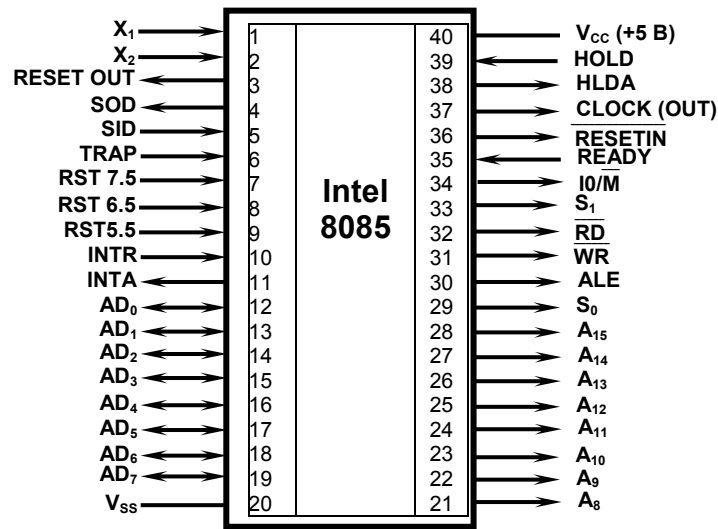 X₁ 1 40 V_CC (+5 B)
X₂ 2 39 HOLD
RESET OUT 3 38 HLDA
SOD 4 37 CLOCK (OUT)
SID 5 36 RESETIN
TRAP 6 35 READY
RST 7.5 7 34 I0/M
RST 6.5 8 33 S₁
RST5.5 9 32 RD
INTR 10 31 WR
INTA 11 30 ALE
AD₀ 12 29 S₀
AD₁ 13 28 A₁₅
AD₂ 14 27 A₁₄
AD₃ 15 26 A₁₃
AD₄ 16 25 A₁₂
AD₅ 17 24 A₁₁
AD₆ 18 23 A₁₀
AD₇ 19 22 A₉
V_SS 20 21 A₈
Intel
8085